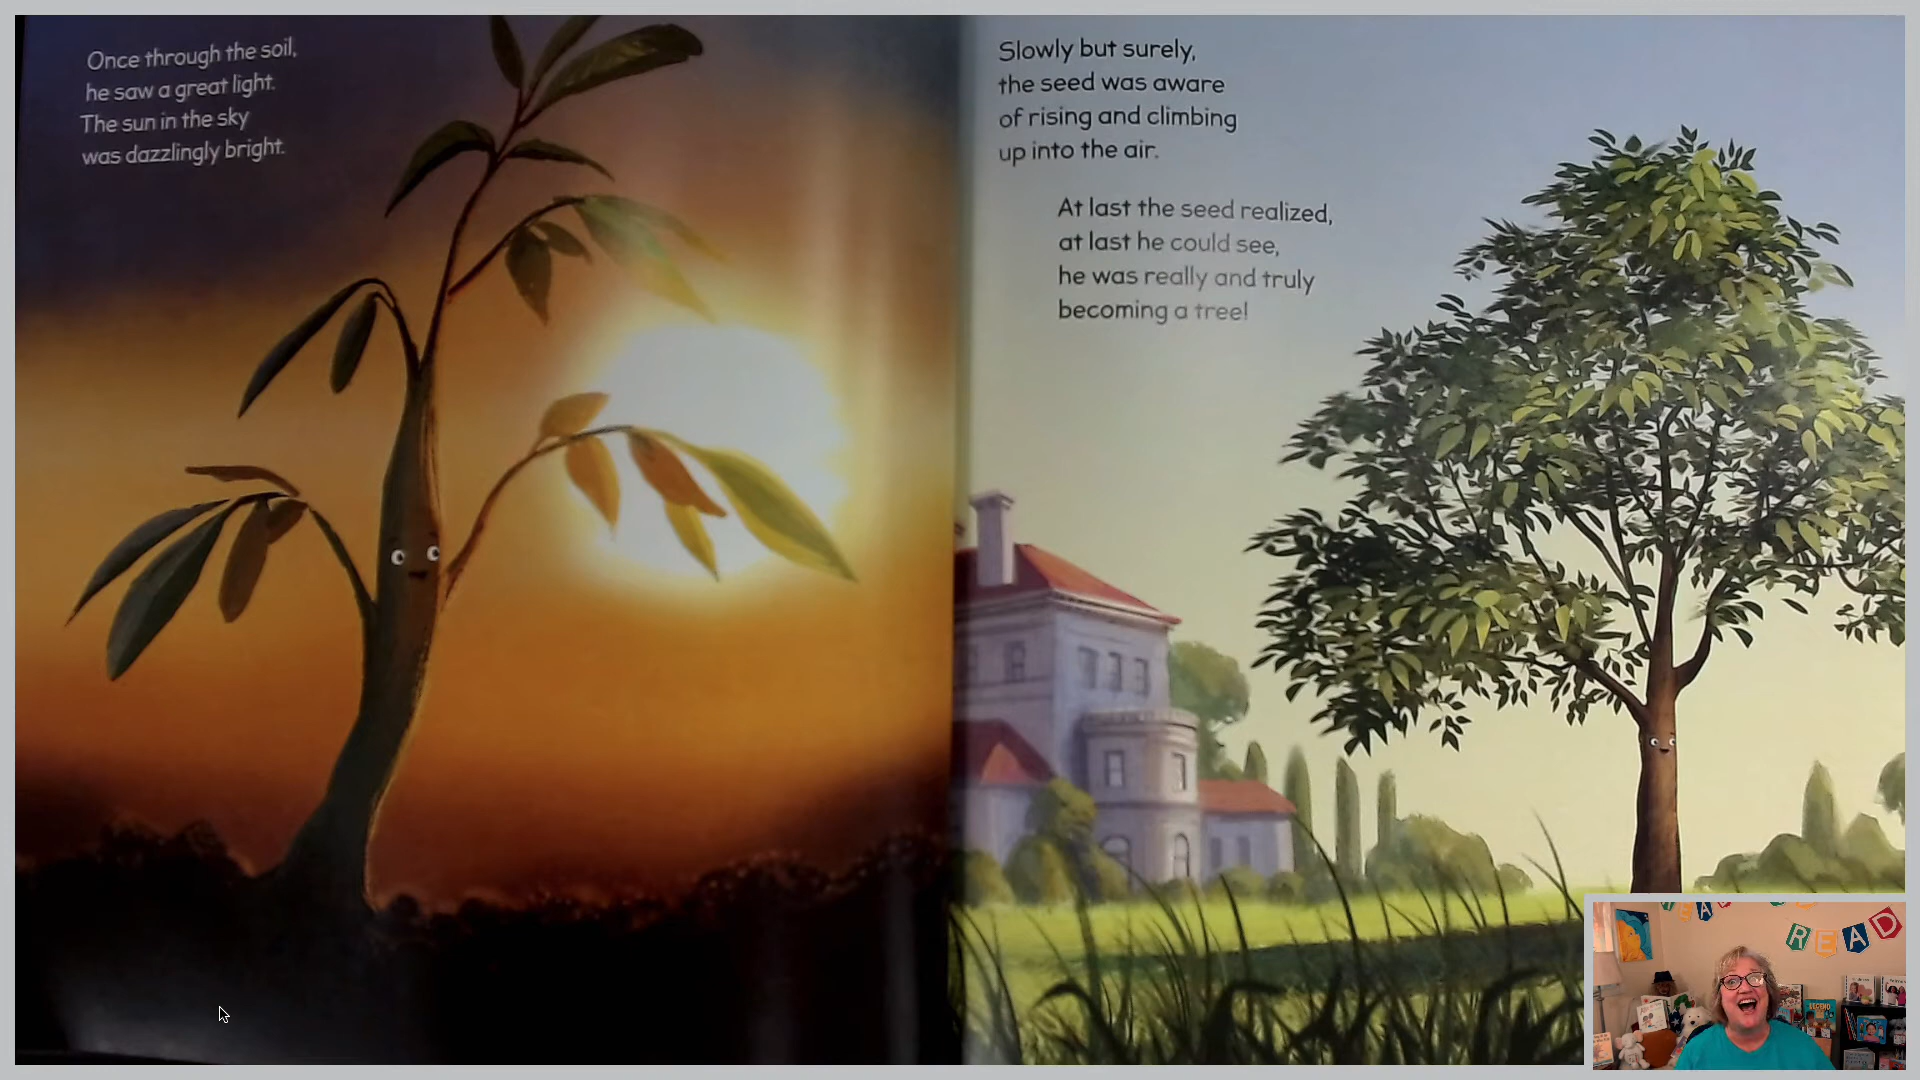 Once through the soil,
he saw a great light.
The sun in the sky
was dazzlingly bright.
Slowly but surely,
the seed was aware
of rising and climbing
up into the air.
At last the seed realized,
at last he could see,
he was really and truly
becoming a tree!
READ